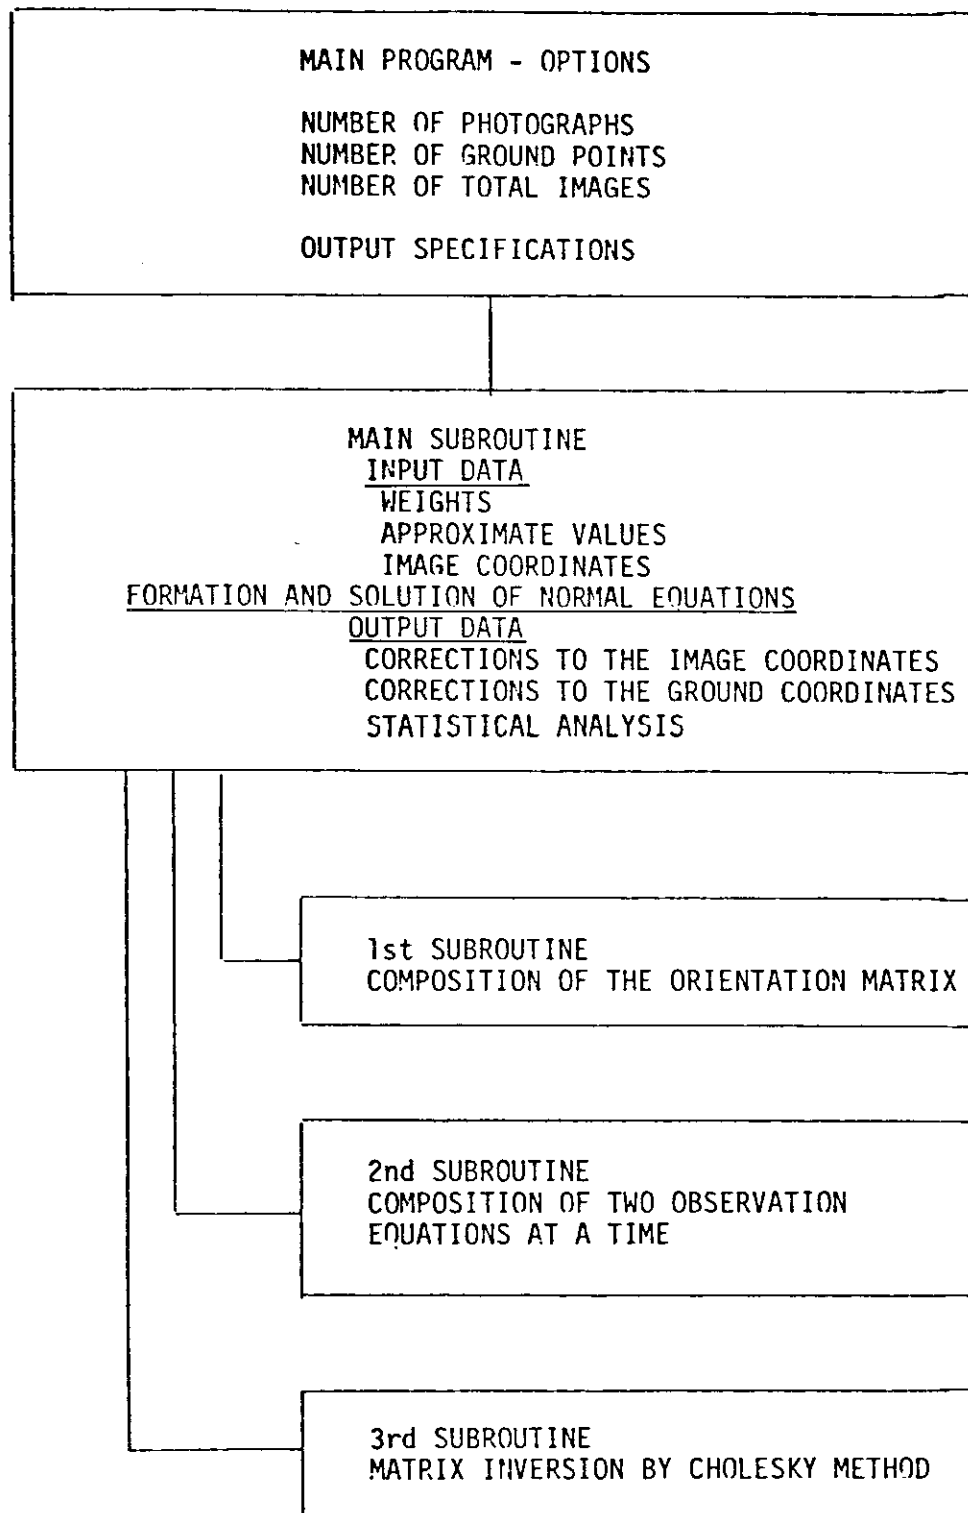 MAIN PROGRAM - OPTIONS
NUMBER OF PHOTOGRAPHS
NUMBER OF GROUND POINTS
NUMBER OF TOTAL IMAGES
OUTPUT SPECIFICATIONS
MAIN SUBROUTINE
INPUT DATA
WEIGHTS
APPROXIMATE VALUES
IMAGE COORDINATES
FORMATION AND SOLUTION OF NORMAL EQUATIONS
OUTPUT DATA
CORRECTIONS TO THE IMAGE COORDINATES
CORRECTIONS TO THE GROUND COORDINATES
STATISTICAL ANALYSIS
1st SUBROUTINE
COMPOSITION OF THE ORIENTATION MATRIX
2nd SUBROUTINE
COMPOSITION OF TWO OBSERVATION
EQUATIONS AT A TIME
3rd SUBROUTINE
MATRIX INVERSION BY CHOLESKY METHOD